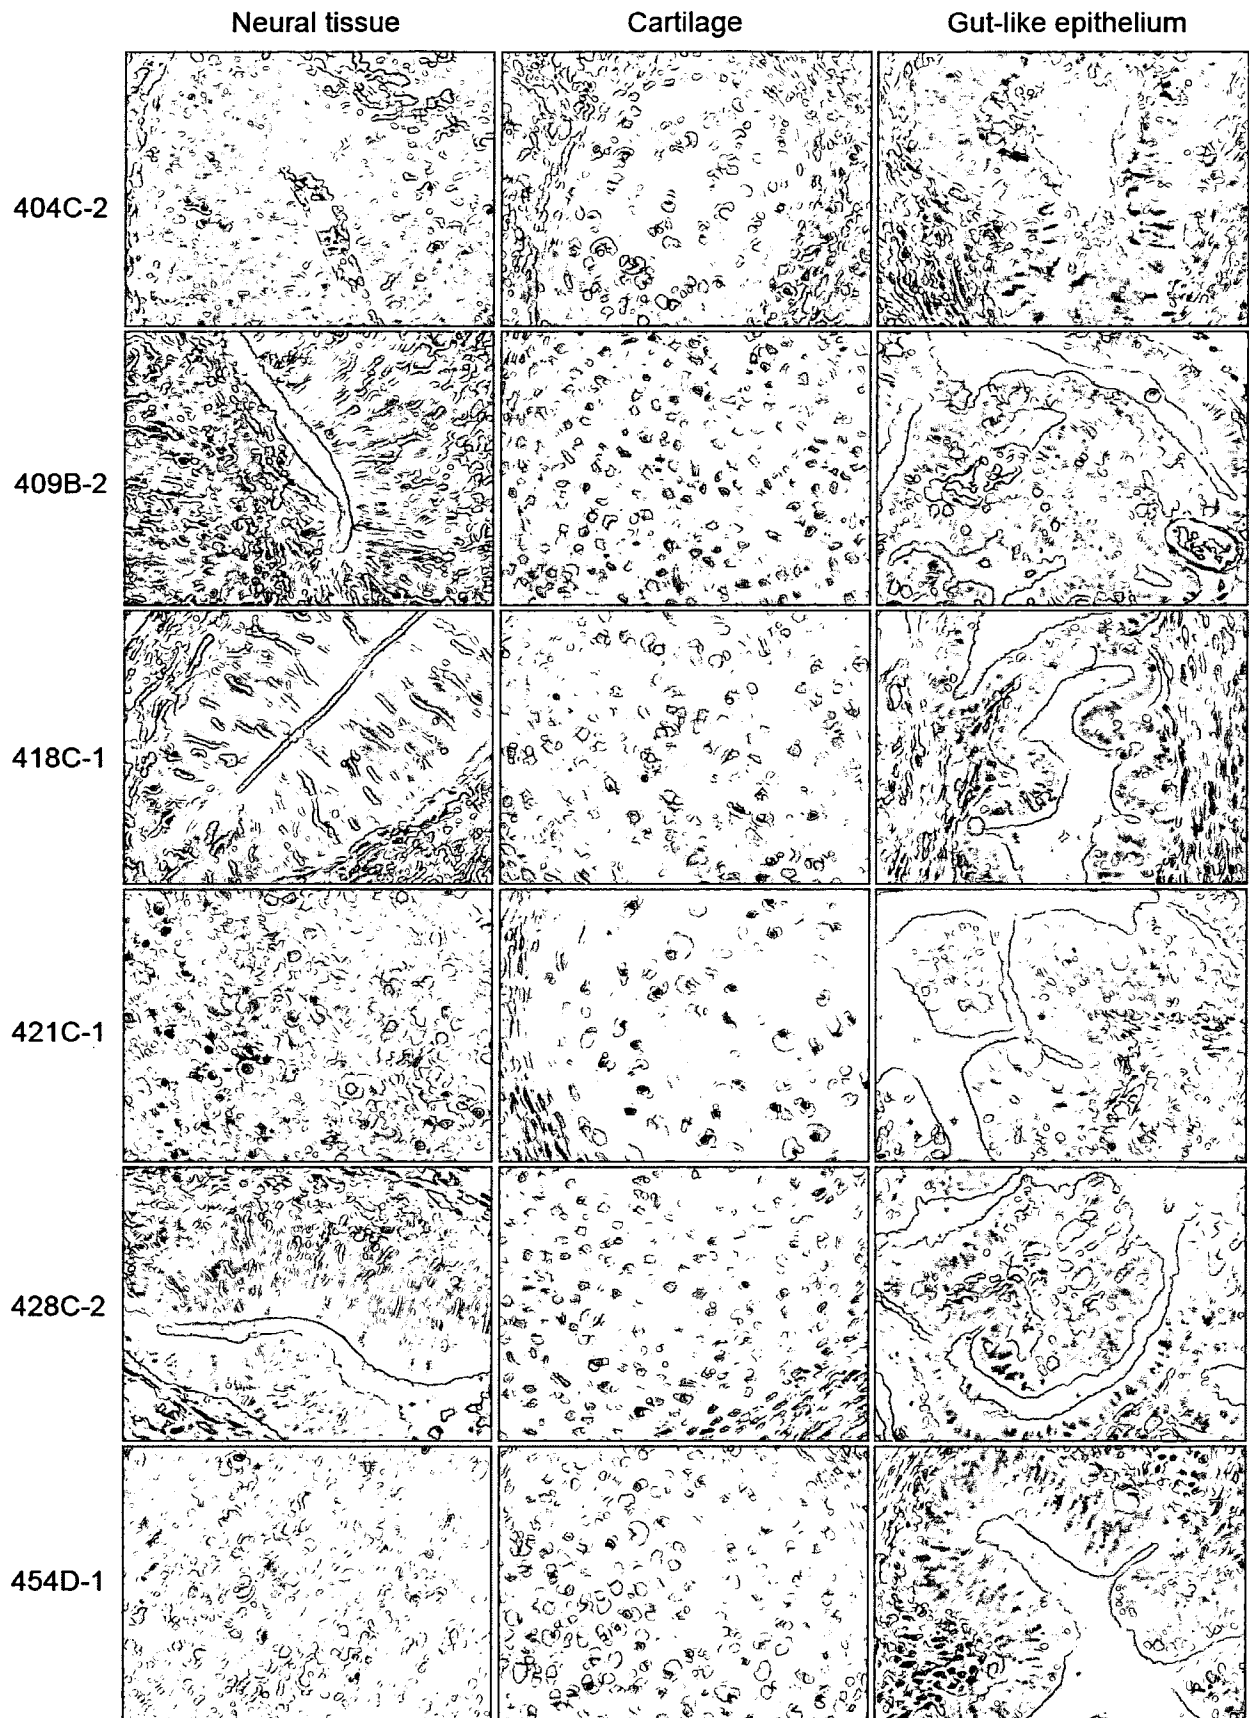 Neural tissue Cartilage Gut-like epithelium
404C-2
409B-2
418C-1
421C-1
428C-2
454D-1